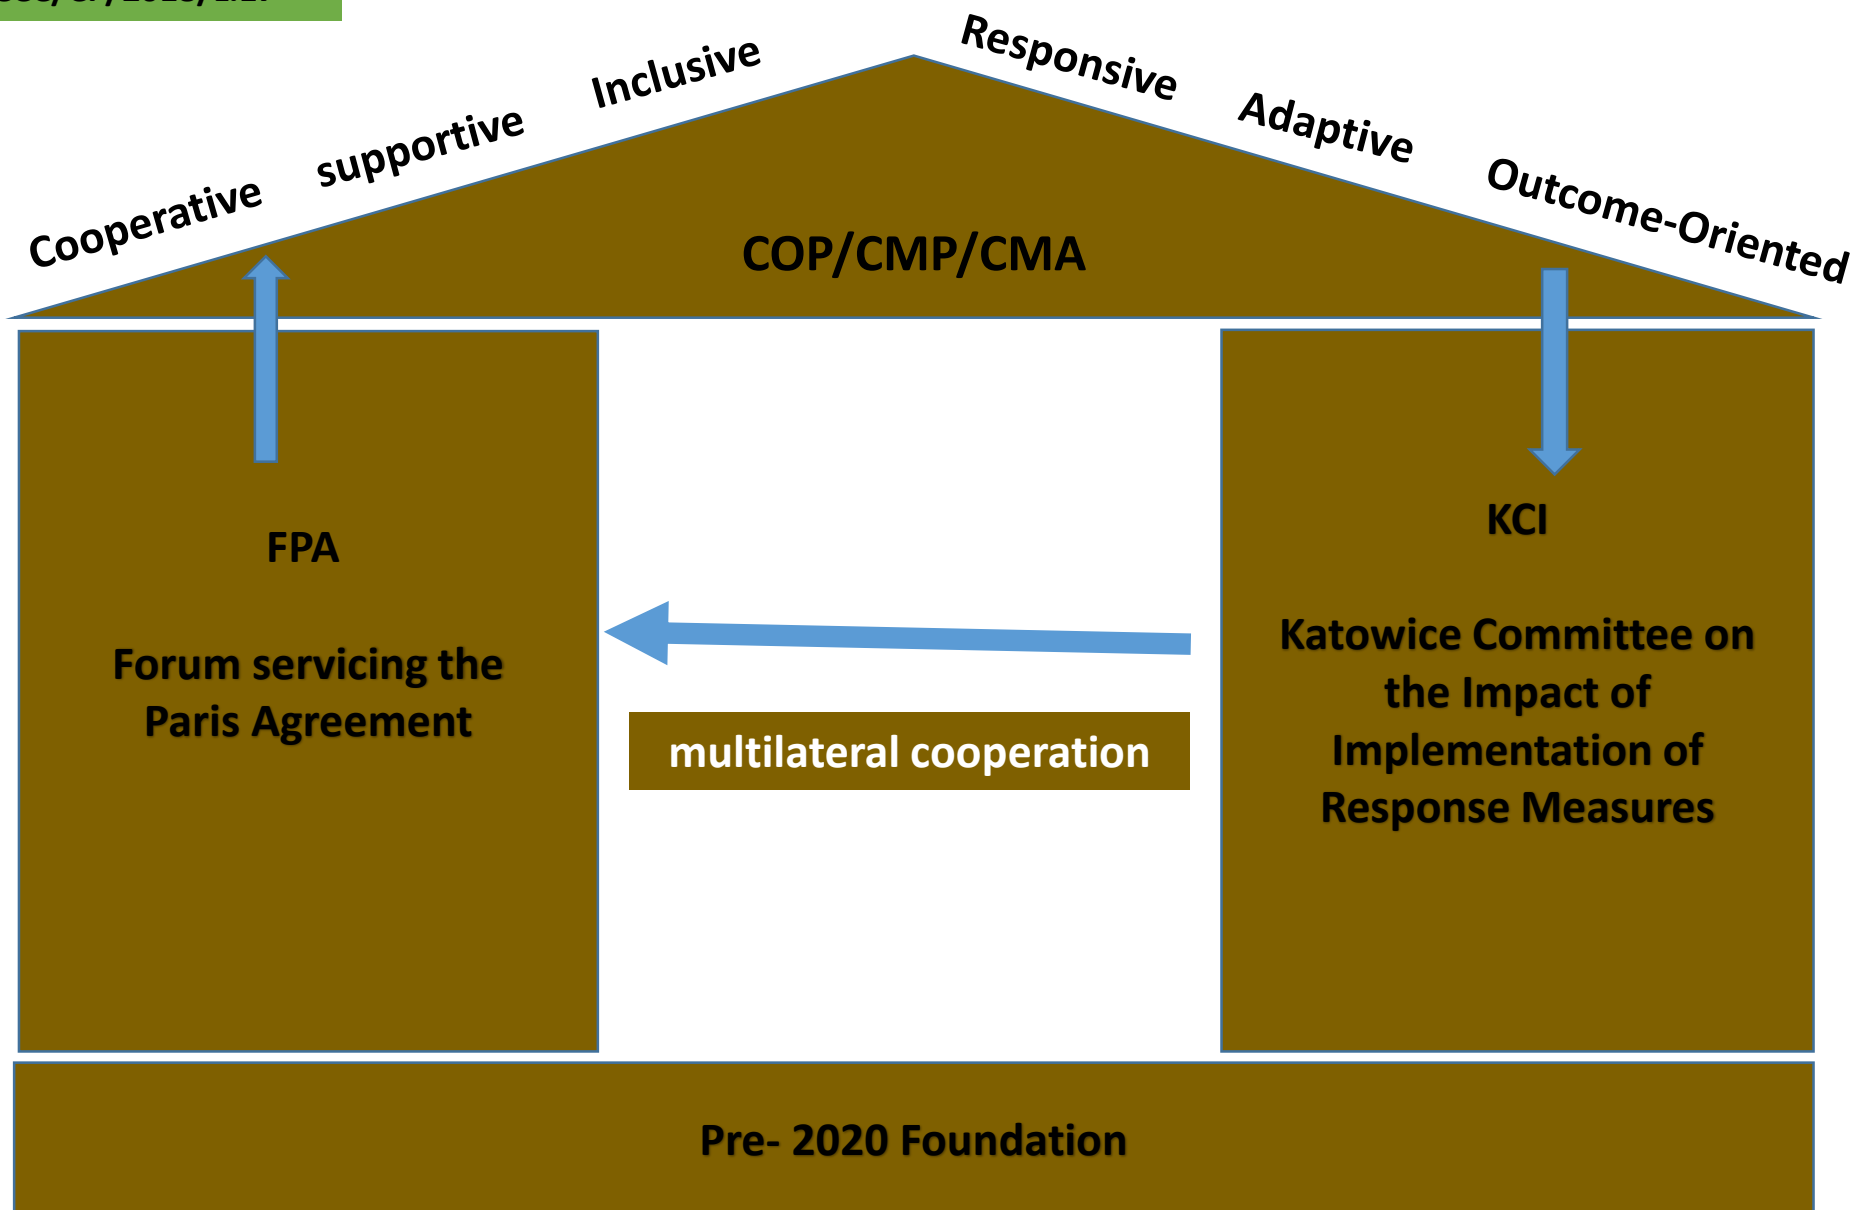 Cooperative supportive Inclusive
Responsive Adaptive Outcome-Oriented
COP/CMP/CMA
FPA
Forum servicing the
Paris Agreement
multilateral cooperation
KCI
Katowice Committee on
the Impact of
Implementation of
Response Measures
Pre- 2020 Foundation